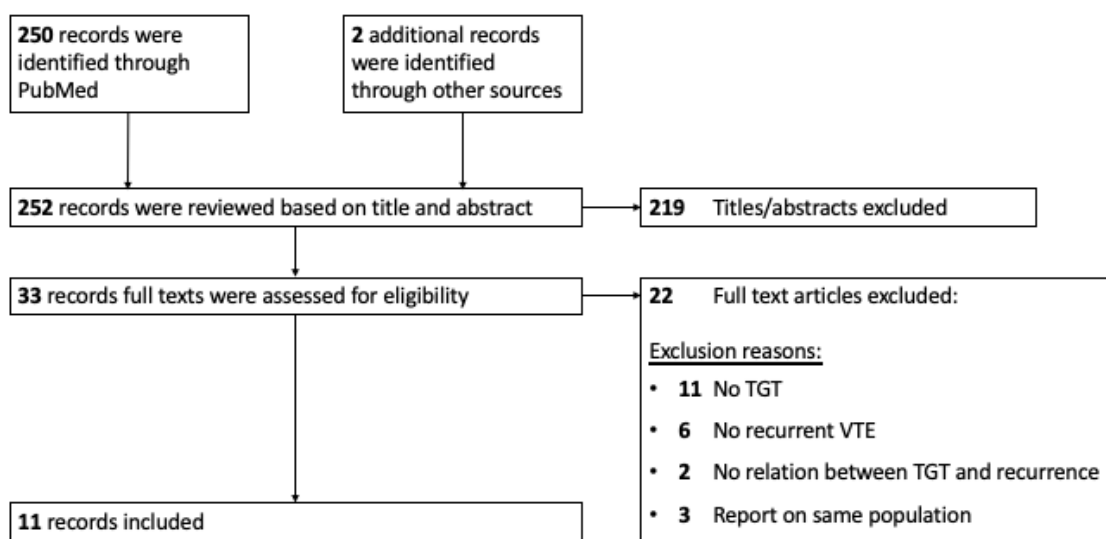 250 records were
identified through
PubMed
2 additional records
were identified
through other sources
252 records were reviewed based on title and abstract
219 Titles/abstracts excluded
33 records full texts were assessed for eligibility
22 Full text articles excluded:
Exclusion reasons:
• 11 No TGT
• 6 No recurrent VTE
• 2 No relation between TGT and recurrence
• 3 Report on same population
11 records included